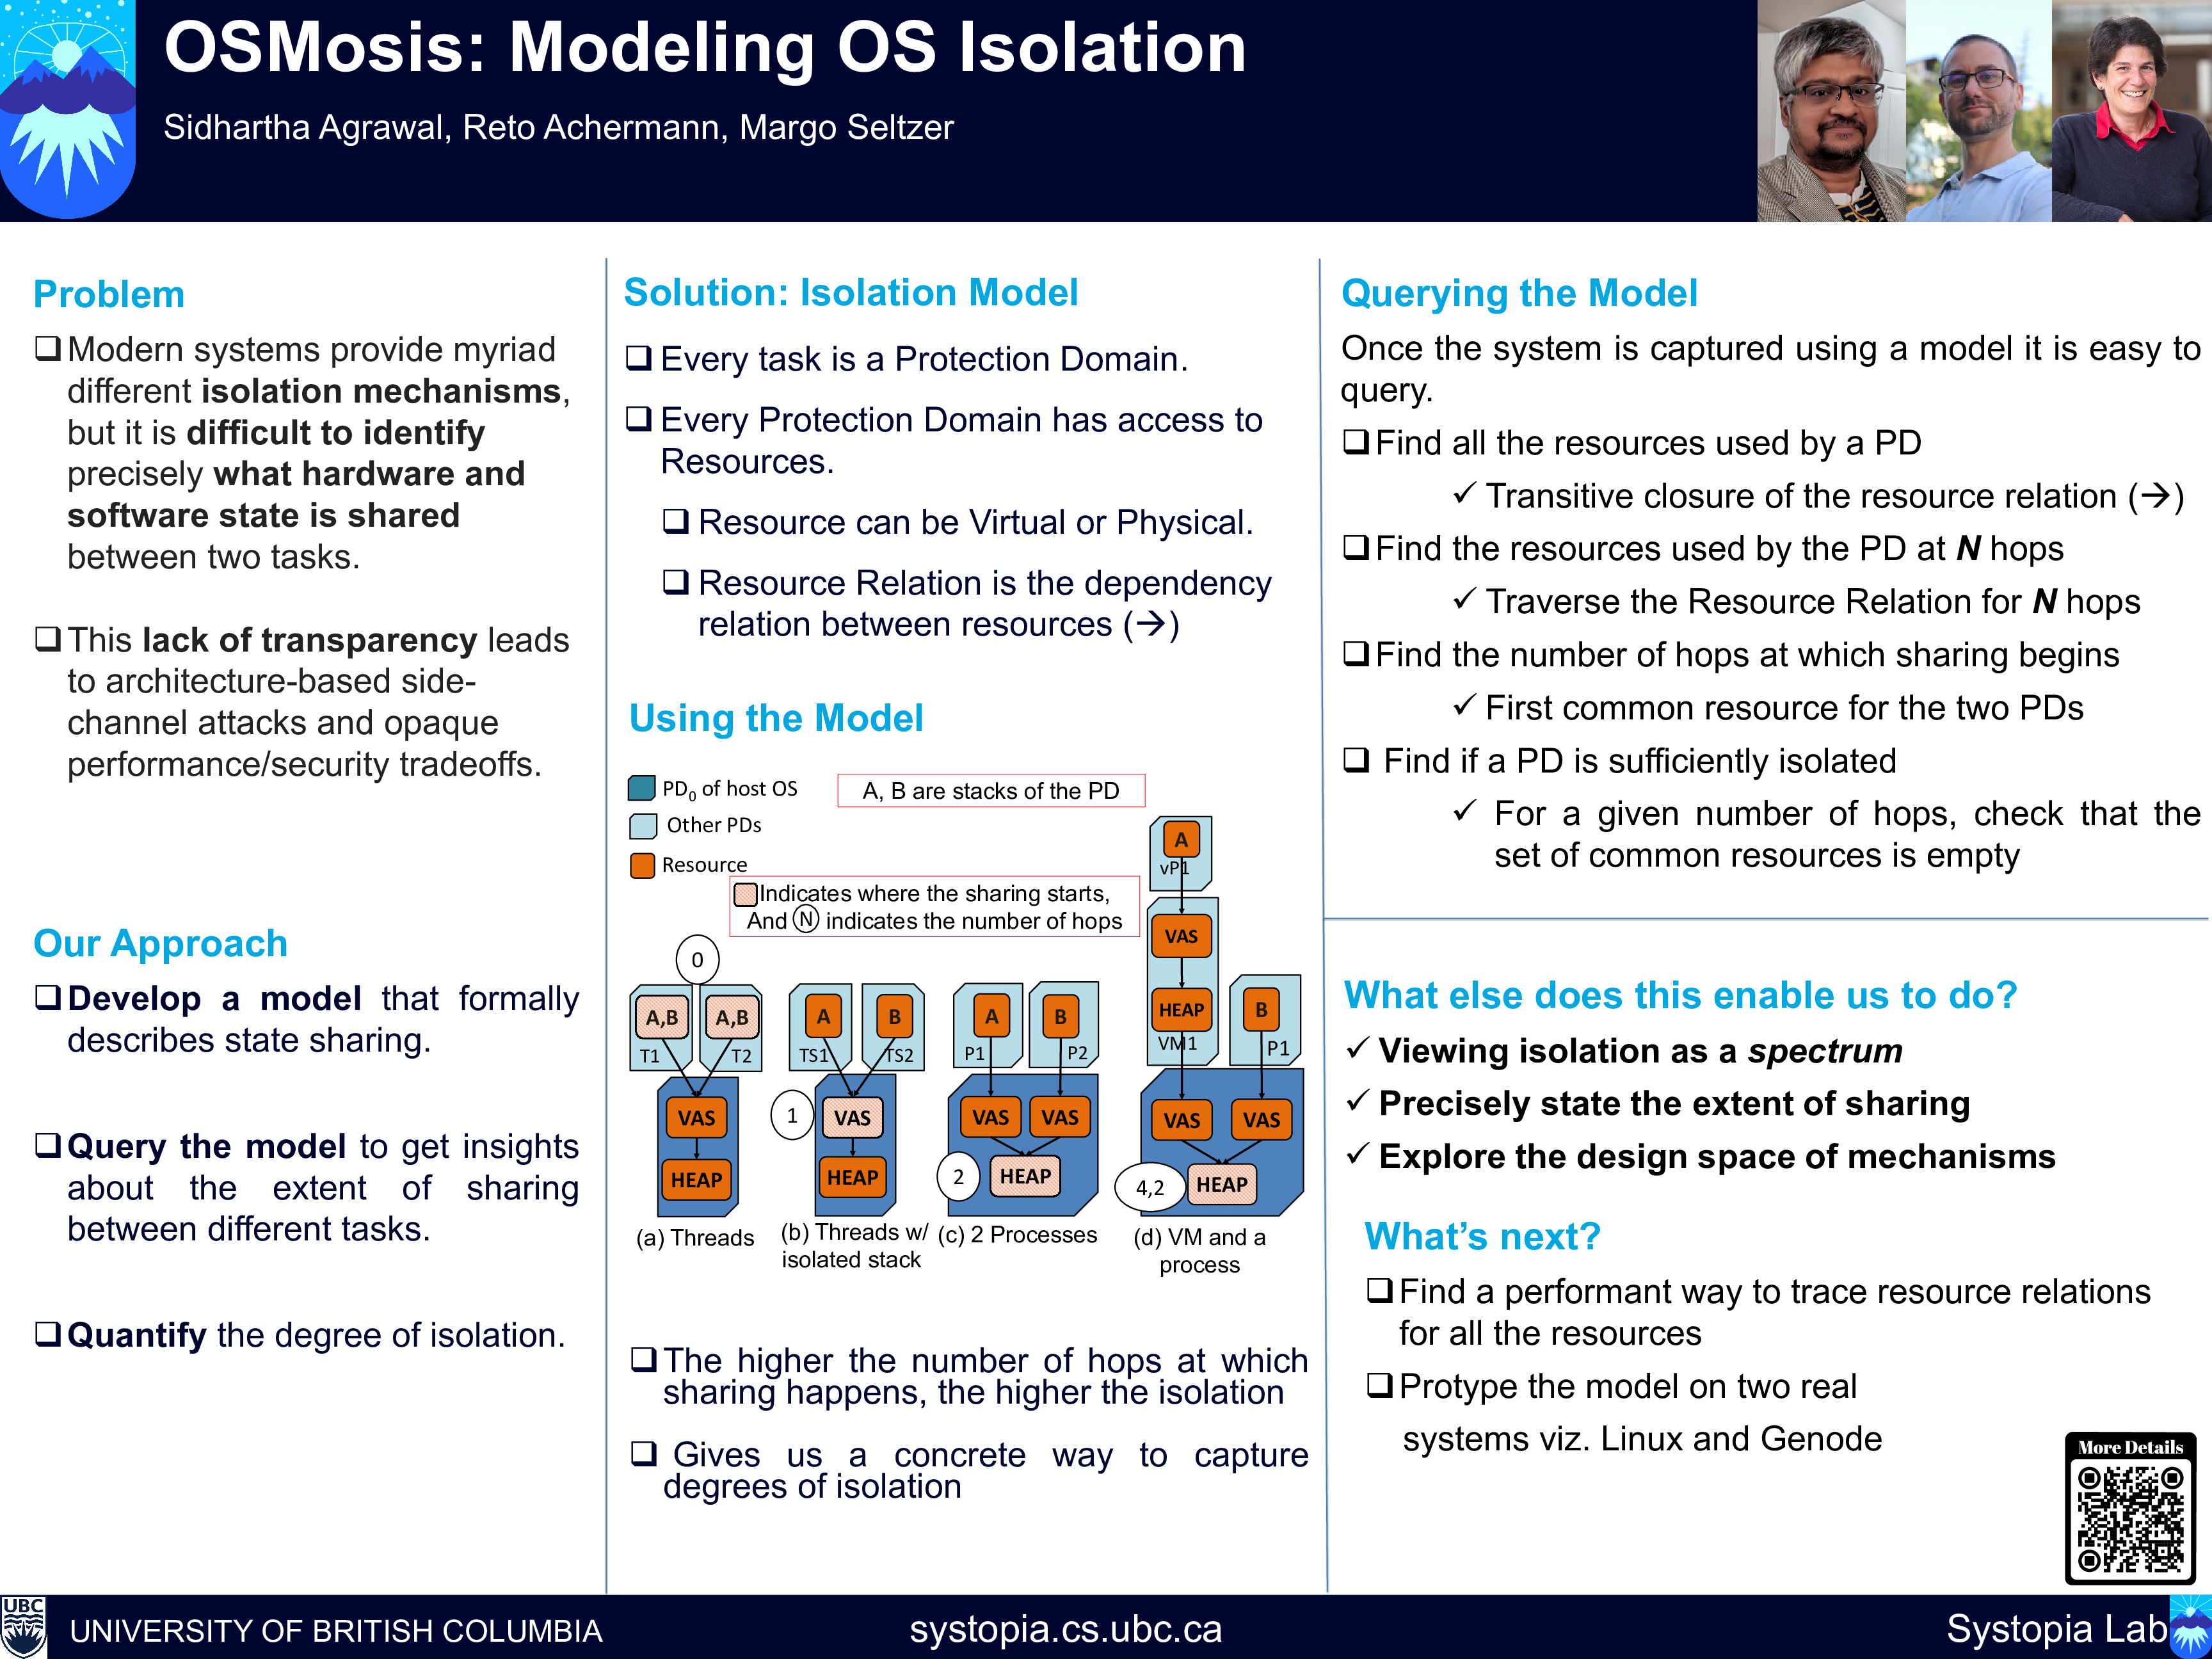 OSMosis: Modeling OS Isolation
Sidhartha Agrawal, Reto Achermann, Margo Seltzer
Problem
Modern systems provide myriad
different isolation mechanisms,
but it is difficult to identify
precisely what hardware and
software state is shared
between two tasks.
This lack of transparency leads
to architecture-based side-
channel attacks and opaque
performance/security tradeoffs.
Our Approach
Develop a model that formally
describes state sharing.
Query the model to get insights
about the extent of sharing
between different tasks.
Quantify the degree of isolation.
Solution: Isolation Model
Every task is a Protection Domain.
Every Protection Domain has access to
Resources.
Resource can be Virtual or Physical.
Resource Relation is the dependency
relation between resources (→)
Using the Model
PD0 of host OS
Other PDs
Resource
A, B are stacks of the PD
Indicates where the sharing starts,
And N indicates the number of hops
0
A,B
T1
A,B
T2
VAS
HEAP
(a) Threads
A
TS1
B
TS2
1
VAS
HEAP
(b) Threads w/
isolated stack
A
P1
B
P2
VAS
VAS
2
HEAP
(c) 2 Processes
A
vP1
VAS
HEAP
VM1
B
P1
VAS
VAS
4,2
HEAP
(d) VM and a
process
The higher the number of hops at which
sharing happens, the higher the isolation
Gives us a concrete way to capture
degrees of isolation
Querying the Model
Once the system is captured using a model it is easy to
query.
Find all the resources used by a PD
✓ Transitive closure of the resource relation (→)
Find the resources used by the PD at N hops
✓ Traverse the Resource Relation for N hops
Find the number of hops at which sharing begins
✓ First common resource for the two PDs
Find if a PD is sufficiently isolated
✓ For a given number of hops, check that the
set of common resources is empty
What else does this enable us to do?
✓ Viewing isolation as a spectrum
✓ Precisely state the extent of sharing
✓ Explore the design space of mechanisms
What's next?
Find a performant way to trace resource relations
for all the resources
Protype the model on two real
systems viz. Linux and Genode
More Details
UBC
UNIVERSITY OF BRITISH COLUMBIA
systopia.cs.ubc.ca
Systopia Lab